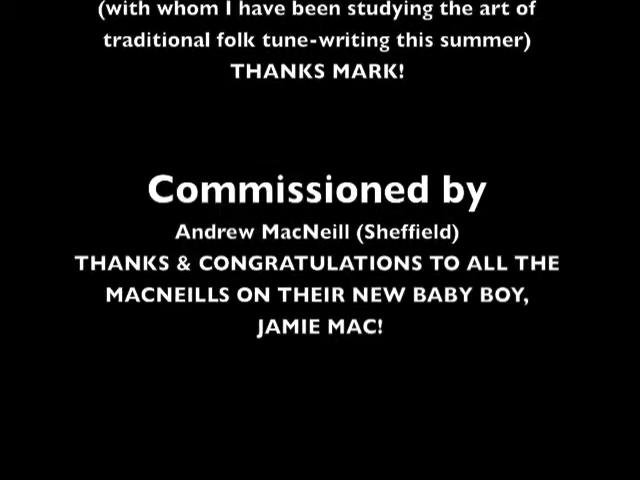 (with whom I have been studying the art of
traditional folk tune-writing this summer)
THANKS MARK!
Commissioned by
Andrew MacNeill (Sheffield)
THANKS & CONGRATULATIONS TO ALL THE
MACNEILLS ON THEIR NEW BABY BOY,
JAMIE MAC!